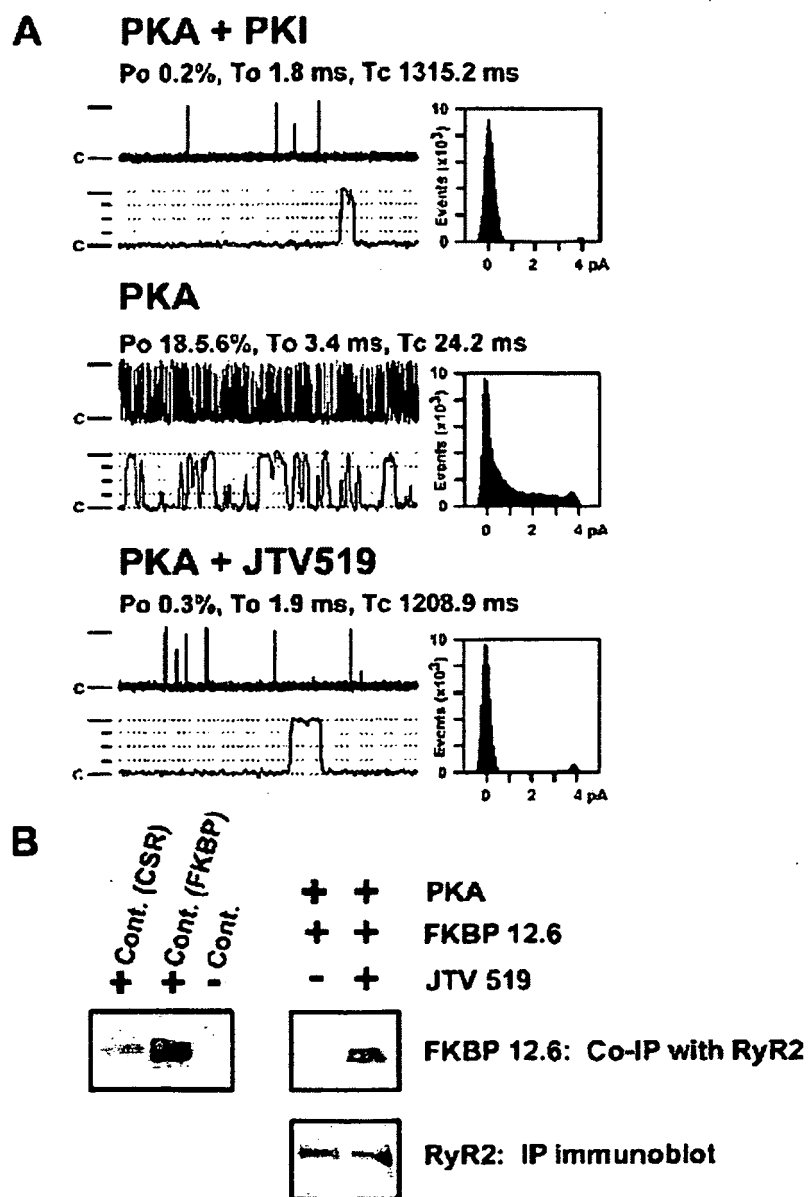 A
PKA + PKI
Po 0.2%, To 1.8 ms, Tc 1315.2 ms
c
c
10
Events (x10³)
0
0 2 4 pA
PKA
Po 18.5.6%, To 3.4 ms, Tc 24.2 ms
c
c
10
Events (x10³)
0
0 2 4 pA
PKA + JTV519
Po 0.3%, To 1.9 ms, Tc 1208.9 ms
c
c
10
Events (x10³)
0
0 2 4 pA
B
+ Cont. (CSR)
+ Cont. (FKBP)
- Cont.
+ + PKA
+ + FKBP 12.6
- + JTV 519
FKBP 12.6: Co-IP with RyR2
RyR2: IP immunoblot